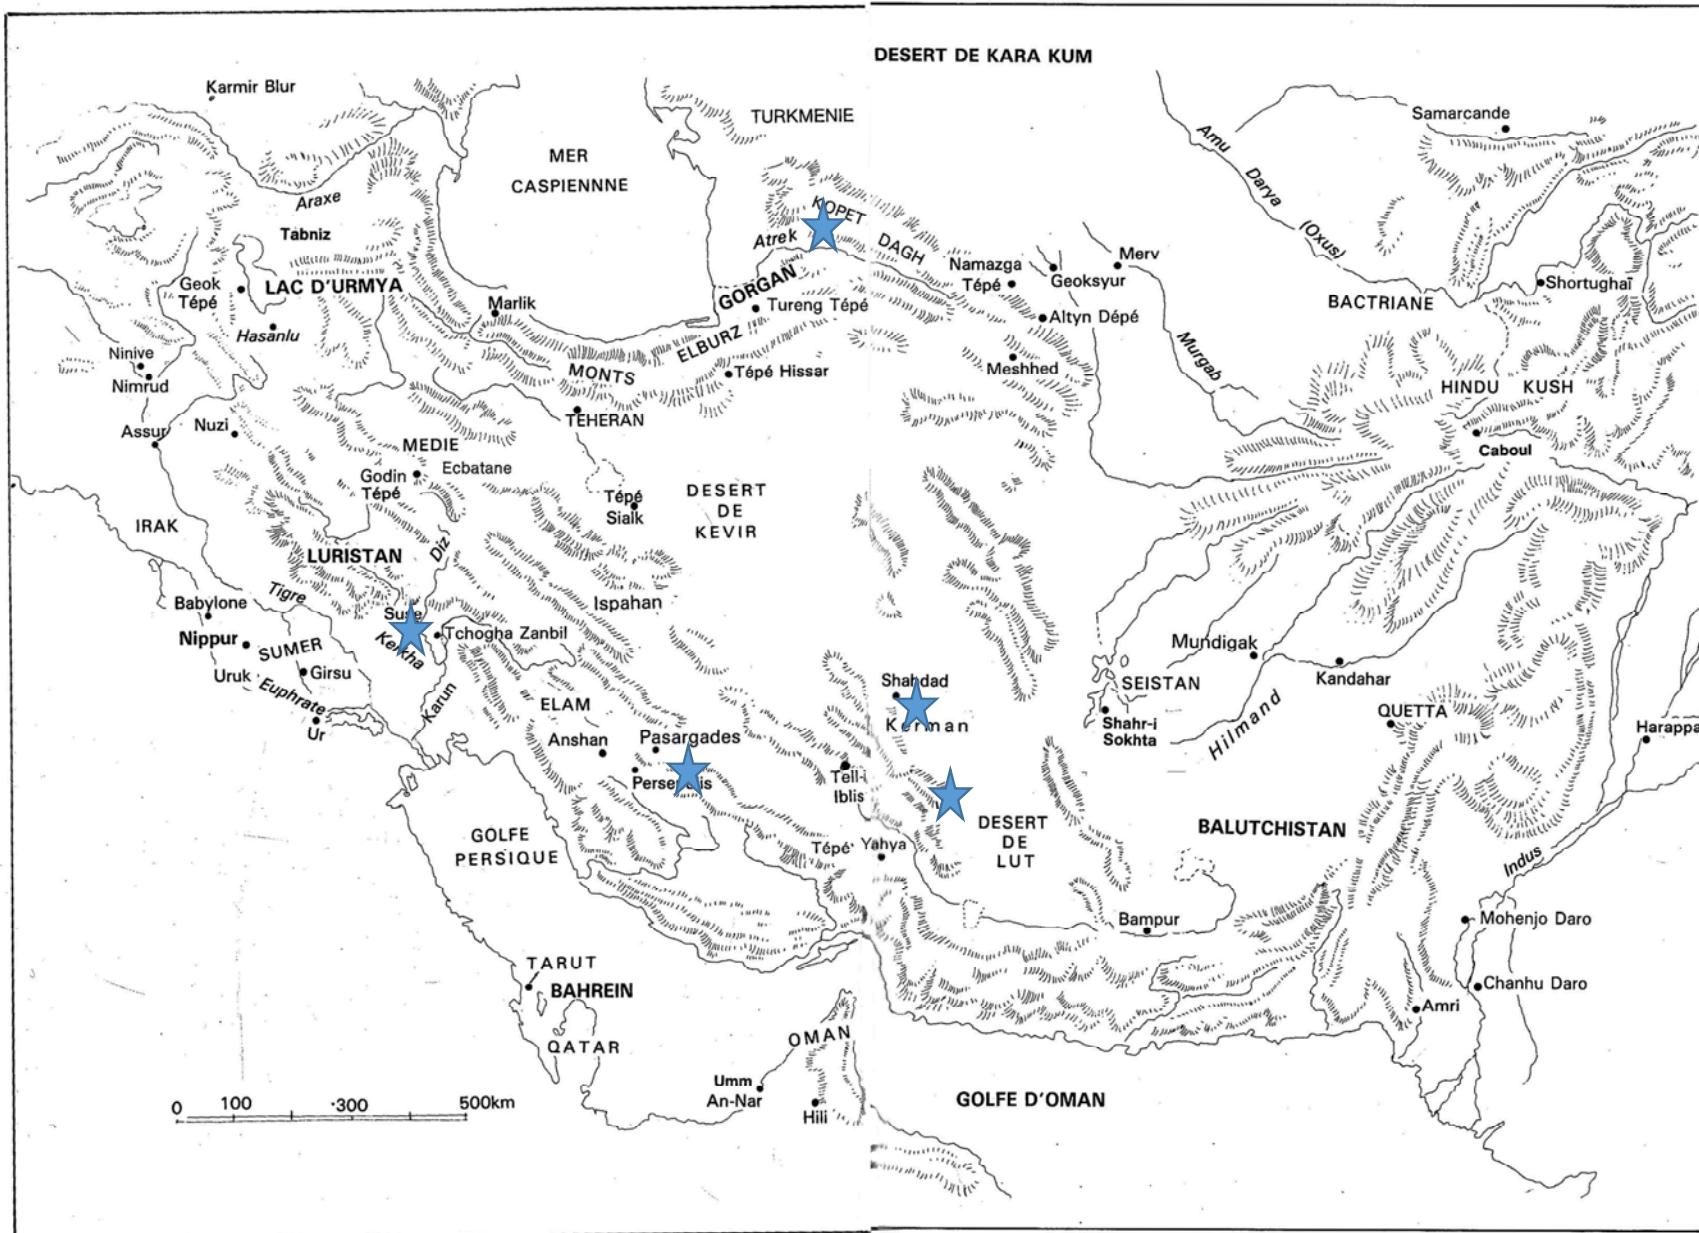 DESERT DE KARA KUM
Karmir Blur
TURKMENIE
Samarcande
MER
CASPIENNNE
Amu
Darya
(Oxus)
Araxe
KOPET
DAGH
Tabniz
Atrek
Merv
Geok
Tépé
LAC D'URMYA
GORGAN
Namazga
Tépé
Geoksyur
Shortughaï
Marlik
Tureng Tépé
BACTRIANE
Altyn Dépé
Hasanlu
ELBURZ
Murgab
Ninive
Nimrud
MONTS
Tépé Hissar
Meshhed
HINDU KUSH
TEHERAN
Assur
Nuzi
MEDIE
Caboul
Godin
Tépé
Ecbatane
DESERT
DE
KEVIR
Tépé
Sialk
IRAK
LURISTAN
Diz
Tigre
Babylone
Ispahan
Suse
Nippur
SUMER
Kerkha
Tchogha Zanbil
Mundigak
Uruk
Girsu
Shahdad
SEISTAN
Kandahar
Euphrate
Karun
ELAM
Kerman
Ur
QUETTA
Shahr-i
Sokhta
Hilmand
Harappa
Anshan
Pasargades
Persepolis
Tell-i
Iblis
GOLFE
PERSIQUE
DESERT
DE
LUT
BALUTCHISTAN
Tépé Yahya
Indus
Bampur
Mohenjo Daro
TARUT
BAHREIN
Chanhu Daro
Amri
QATAR
OMAN
Umm
An-Nar
Hili
GOLFE D'OMAN
0 100 300 500km